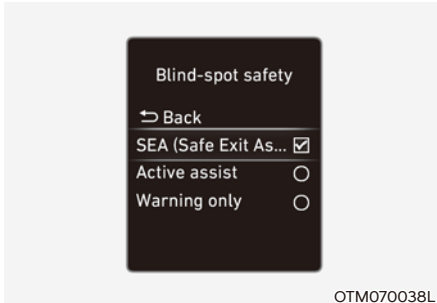 Blind-spot safety
Back
SEA (Safe Exit As...
Active assist
Warning only
OTM070038L